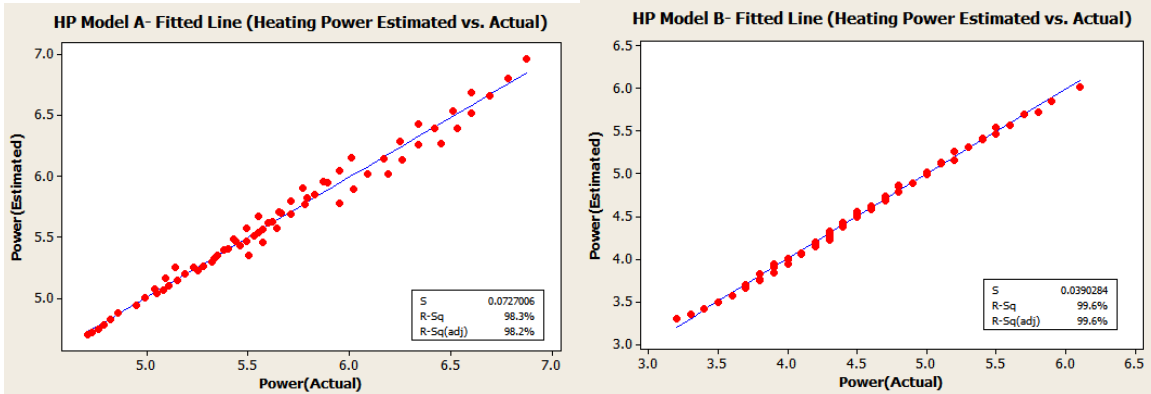 HP Model A- Fitted Line (Heating Power Estimated vs. Actual)
7.0
6.5
6.0
5.5
5.0
Power(Estimated)
S 0.0727006
R-Sq 98.3%
R-Sq(adj) 98.2%
5.0 5.5 6.0 6.5 7.0
Power(Actual)
HP Model B- Fitted Line (Heating Power Estimated vs. Actual)
6.5
6.0
5.5
5.0
4.5
4.0
3.5
3.0
Power(Estimated)
S 0.0390284
R-Sq 99.6%
R-Sq(adj) 99.6%
3.0 3.5 4.0 4.5 5.0 5.5 6.0 6.5
Power(Actual)